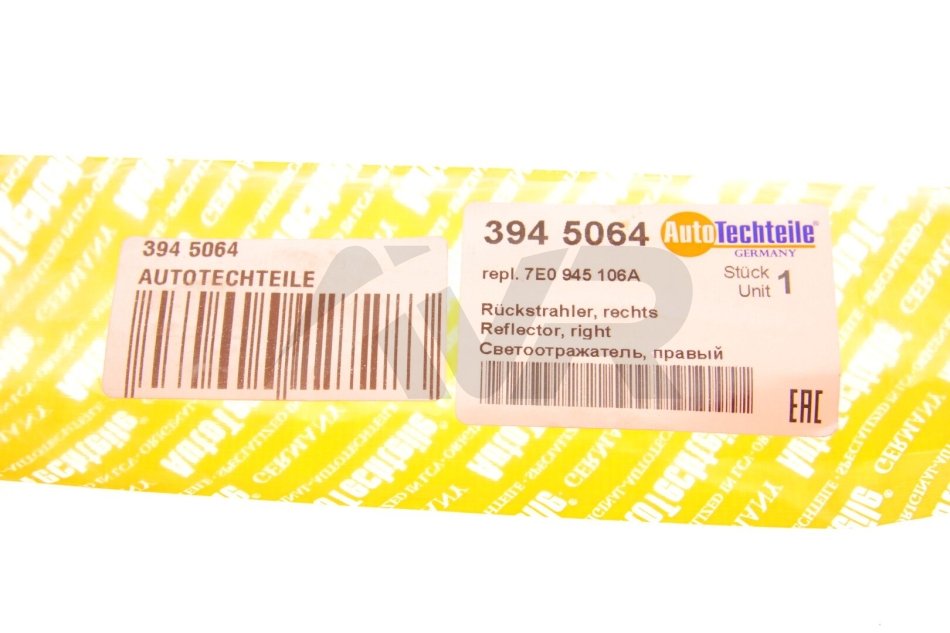 394 5064
AUTOTECHTEILE
394 5064
AutoTechteile®
GERMANY
repl. 7E0 945 106A
Stück
Unit 1
Rückstrahler, rechts
Reflector, right
Светоотражатель, правый
EAC